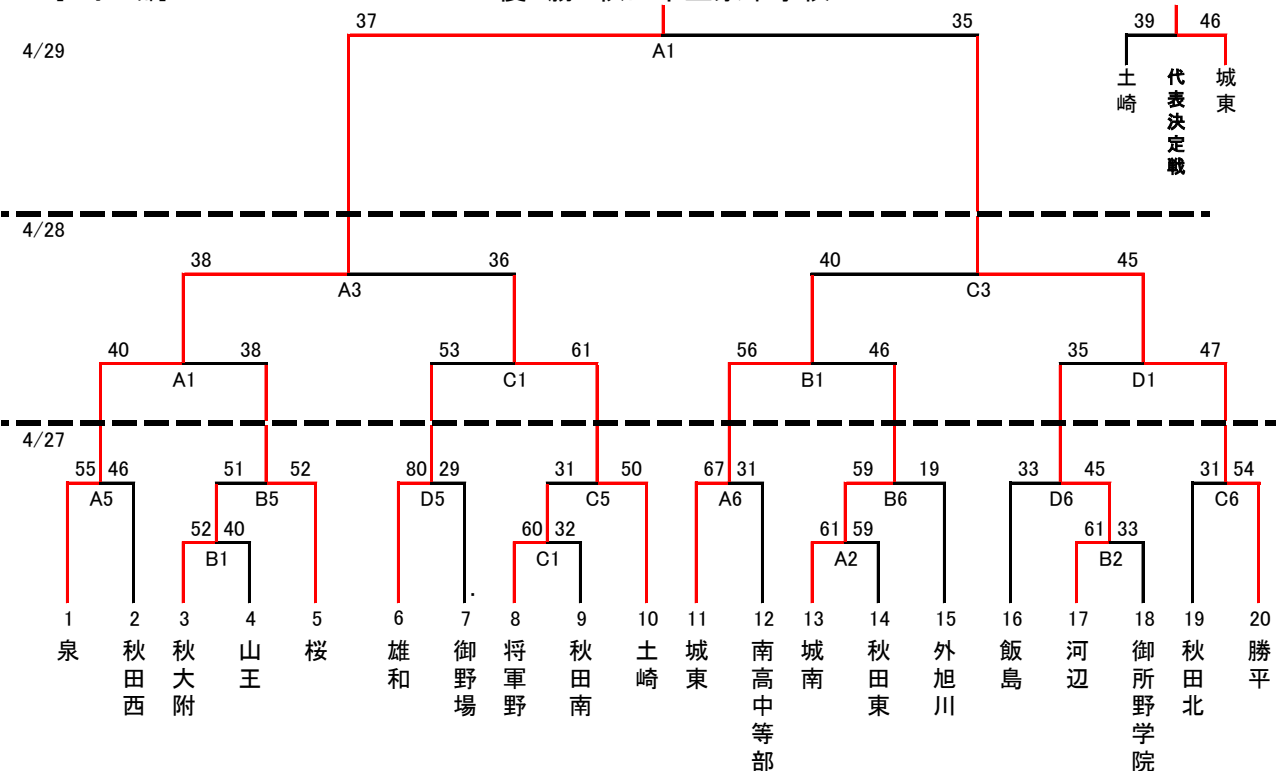 37
35
39
46
4/29
A1
土崎
代表決定戦
城東
4/28
38
36
40
45
A3
C3
40
38
53
61
56
46
35
47
A1
C1
B1
D1
4/27
55 46
51
52
80 29
31
50
67 31
59
19
33
45
31 54
A5
B5
D5
C5
A6
B6
D6
C6
52 40
60 32
61 59
61 33
B1
C1
A2
B2
1
2
3
4
5
6
7
8
9
10
11
12
13
14
15
16
17
18
19
20
泉
秋田西
秋大附
山王
桜
雄和
御野場
将軍野
秋田南
土崎
城東
南高中等部
城南
秋田東
外旭川
飯島
河辺
御所野学院
秋田北
勝平